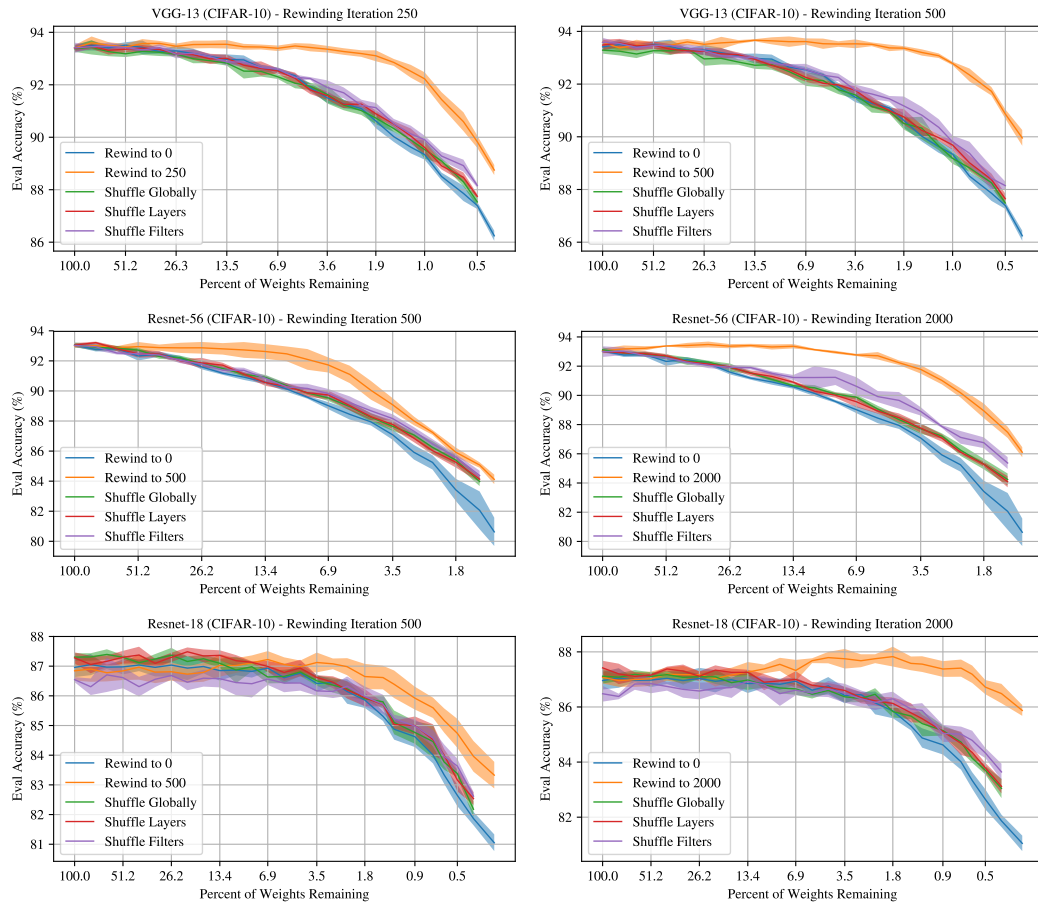 VGG-13 (CIFAR-10) - Rewinding Iteration 250
94
92
90
88
86
Eval Accuracy (%)
Rewind to 0
Rewind to 250
Shuffle Globally
Shuffle Layers
Shuffle Filters
100.0 51.2 26.3 13.5 6.9 3.6 1.9 1.0 0.5
Percent of Weights Remaining
VGG-13 (CIFAR-10) - Rewinding Iteration 500
94
92
90
88
86
Eval Accuracy (%)
Rewind to 0
Rewind to 500
Shuffle Globally
Shuffle Layers
Shuffle Filters
100.0 51.2 26.3 13.5 6.9 3.6 1.9 1.0 0.5
Percent of Weights Remaining
Resnet-56 (CIFAR-10) - Rewinding Iteration 500
94
92
90
88
86
84
82
80
Eval Accuracy (%)
Rewind to 0
Rewind to 500
Shuffle Globally
Shuffle Layers
Shuffle Filters
100.0 51.2 26.2 13.4 6.9 3.5 1.8
Percent of Weights Remaining
Resnet-56 (CIFAR-10) - Rewinding Iteration 2000
94
92
90
88
86
84
82
80
Eval Accuracy (%)
Rewind to 0
Rewind to 2000
Shuffle Globally
Shuffle Layers
Shuffle Filters
100.0 51.2 26.2 13.4 6.9 3.5 1.8
Percent of Weights Remaining
Resnet-18 (CIFAR-10) - Rewinding Iteration 500
88
87
86
85
84
83
82
81
Eval Accuracy (%)
Rewind to 0
Rewind to 500
Shuffle Globally
Shuffle Layers
Shuffle Filters
100.0 51.2 26.2 13.4 6.9 3.5 1.8 0.9 0.5
Percent of Weights Remaining
Resnet-18 (CIFAR-10) - Rewinding Iteration 2000
88
86
84
82
Eval Accuracy (%)
Rewind to 0
Rewind to 2000
Shuffle Globally
Shuffle Layers
Shuffle Filters
100.0 51.2 26.2 13.4 6.9 3.5 1.8 0.9 0.5
Percent of Weights Remaining